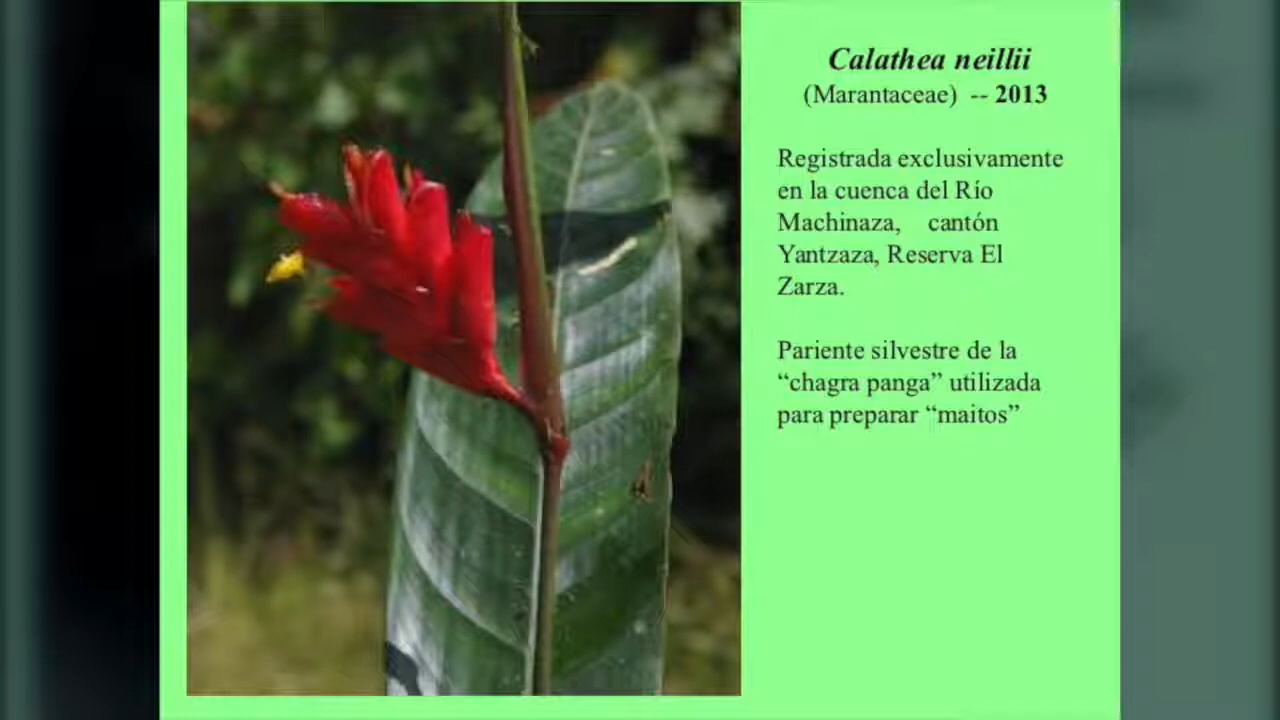 Calathea neillii
(Marantaceae) -- 2013
Registrada exclusivamente
en la cuenca del Río
Machinaza, cantón
Yantzaza, Reserva El
Zarza.
Pariente silvestre de la
“chagra panga” utilizada
para preparar “maitos”